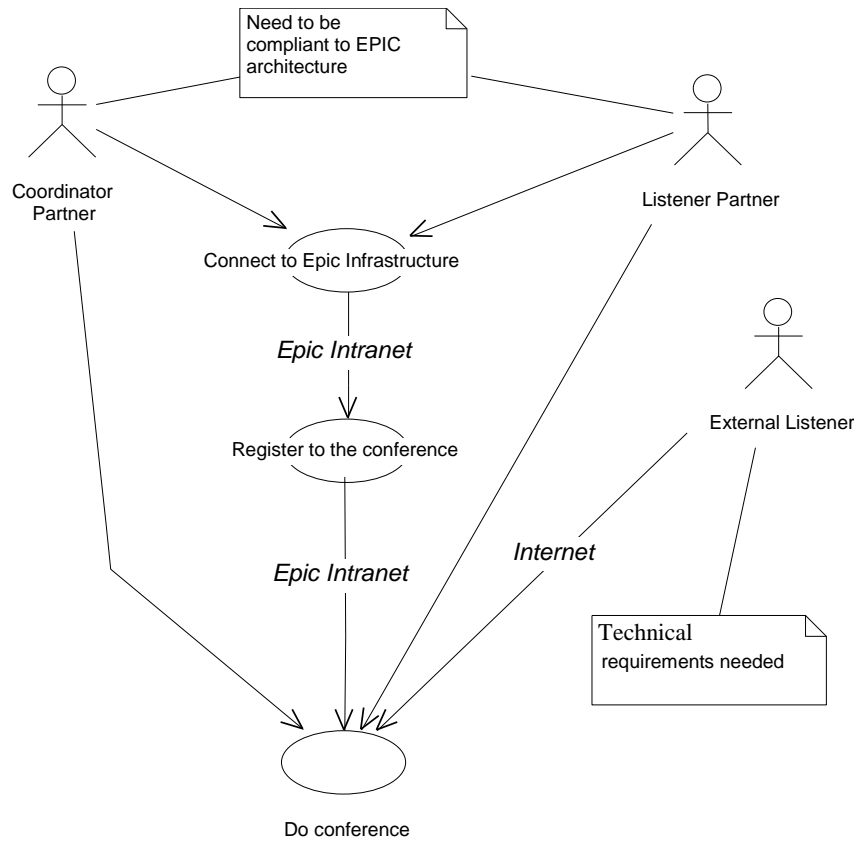 Need to be
compliant to EPIC
architecture
Coordinator
Partner
Listener Partner
Connect to Epic Infrastructure
Epic Intranet
External Listener
Register to the conference
Internet
Epic Intranet
Technical
requirements needed
Do conference